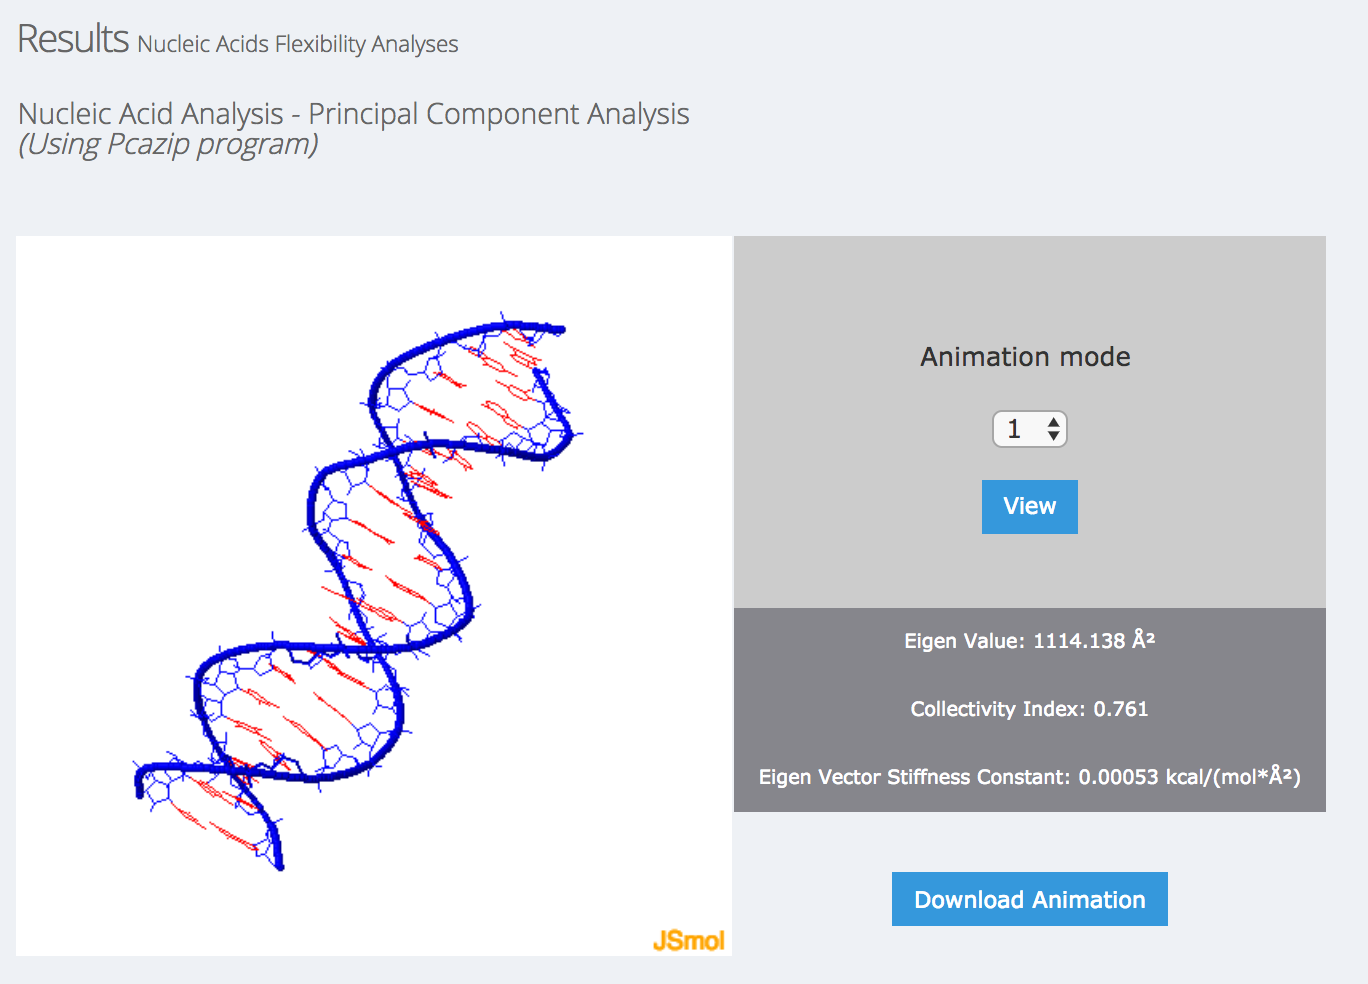 Results Nucleic Acids Flexibility Analyses
Nucleic Acid Analysis - Principal Component Analysis
(Using Pcazip program)
Animation mode
1
View
Eigen Value: 1114.138 Å²
Collectivity Index: 0.761
Eigen Vector Stiffness Constant: 0.00053 kcal/(mol*Å²)
Download Animation
JSmol